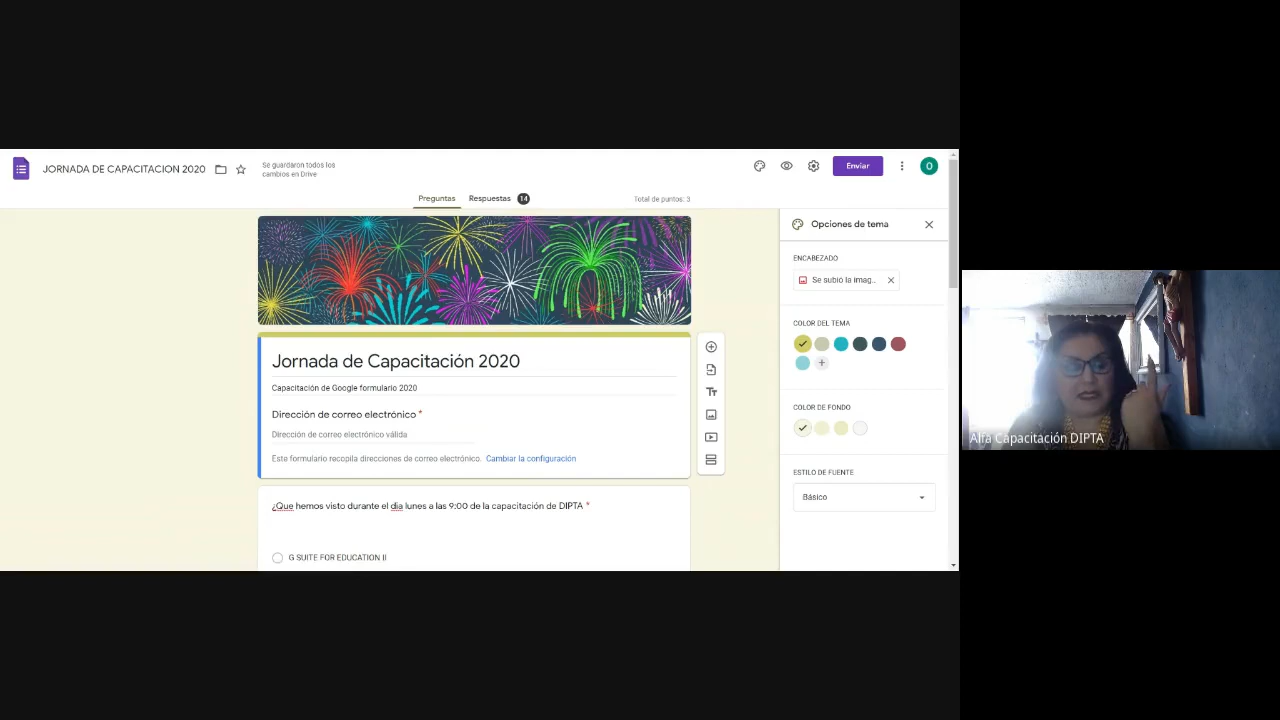 JORNADA DE CAPACITACION 2020
Se guardaron todos los
cambios en Drive
Enviar
O
Preguntas
Respuestas 14
Total de puntos: 3
Opciones de tema
ENCABEZADO
Se subió la imag...
COLOR DEL TEMA
COLOR DE FONDO
ESTILO DE FUENTE
Básico
Jornada de Capacitación 2020
Capacitación de Google formulario 2020
Dirección de correo electrónico *
Dirección de correo electrónico válida
Este formulario recopila direcciones de correo electrónico. Cambiar la configuración
¿Que hemos visto durante el dia lunes a las 9:00 de la capacitación de DIPTA *
G SUITE FOR EDUCATION II
Alfa Capacitación DIPTA